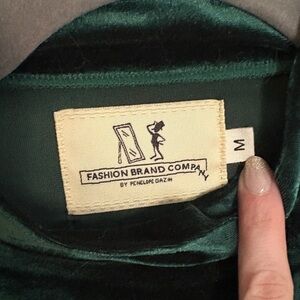 FASHION BRAND COMPANY
BY PENELOPE GAZIN
M